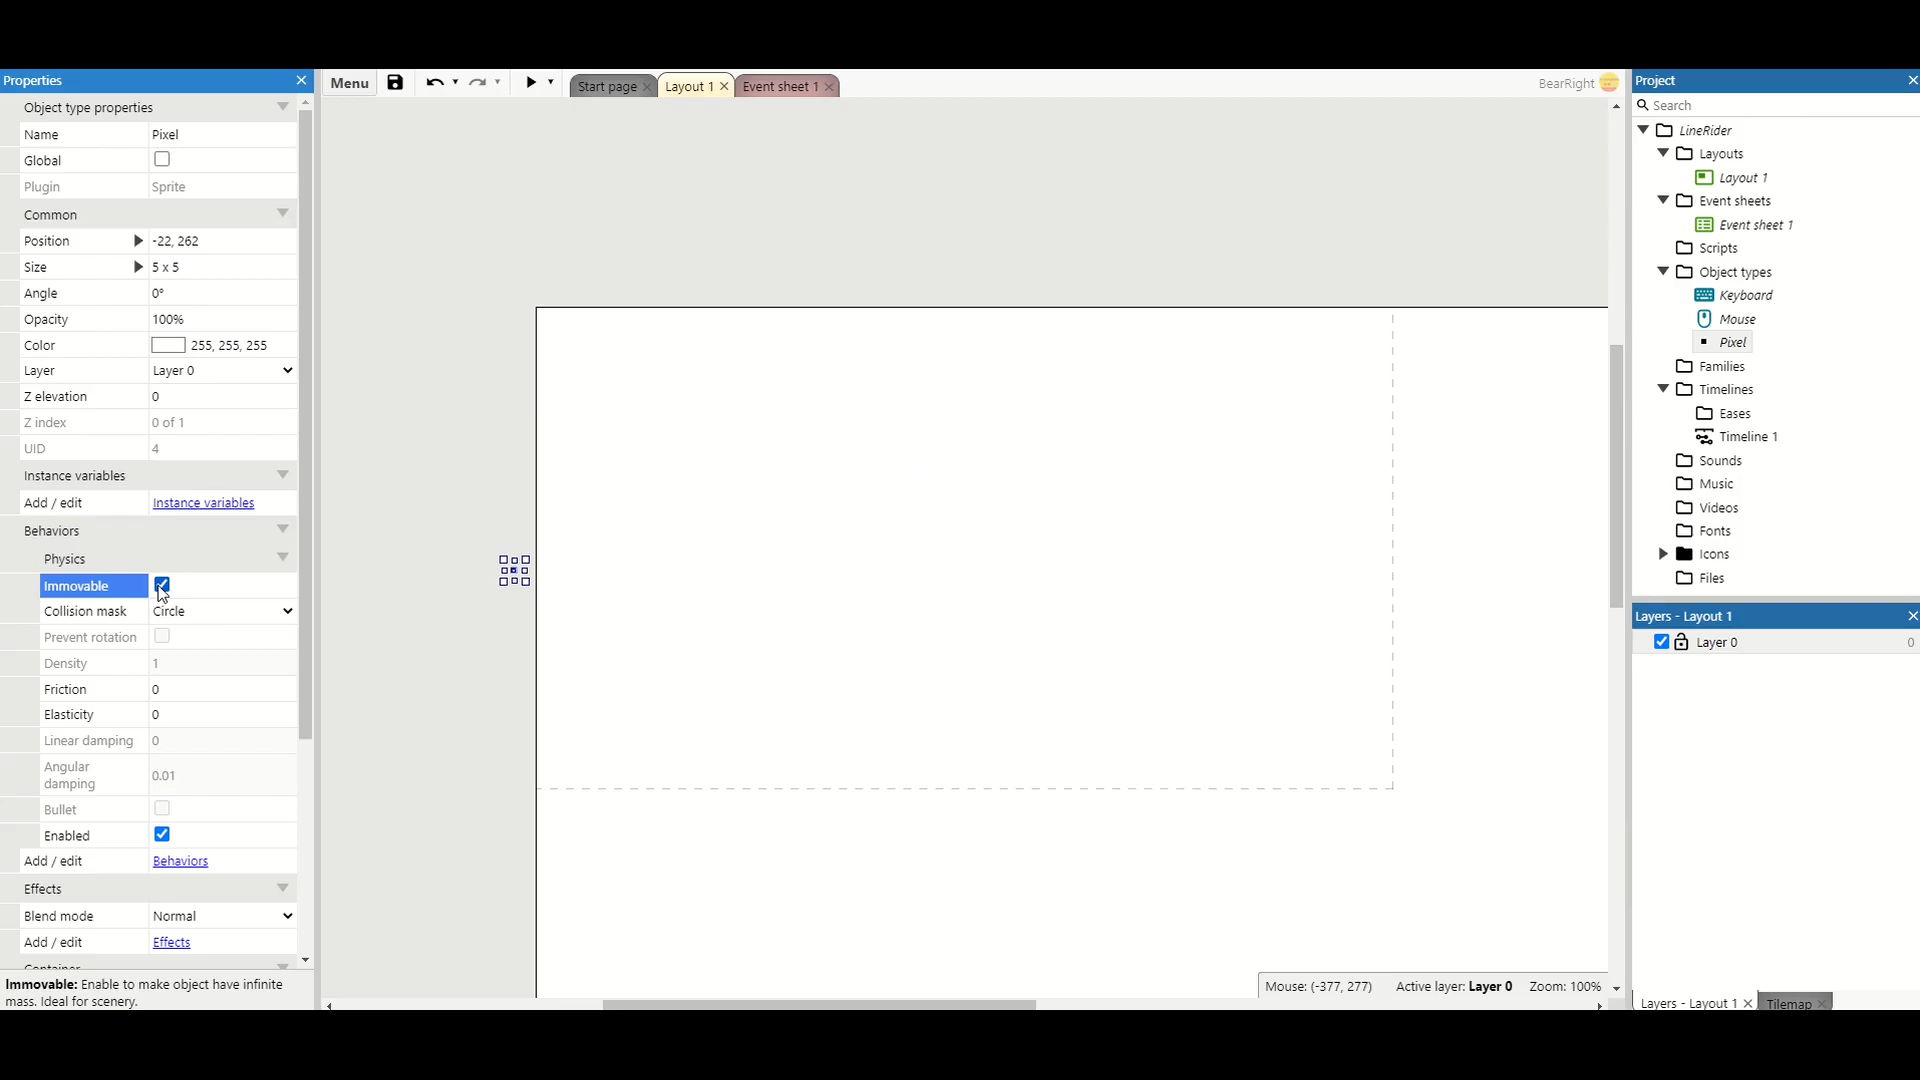 Properties
Object type properties
Name Pixel
Global
Plugin Sprite
Common
Position -22, 262
Size 5 x 5
Angle 0°
Opacity 100%
Color 255, 255, 255
Layer Layer 0
Z elevation 0
Z index 0 of 1
UID 4
Instance variables
Add / edit Instance variables
Behaviors
Physics
Immovable
Collision mask Circle
Prevent rotation
Density 1
Friction 0
Elasticity 0
Linear damping 0
Angular
damping 0.01
Bullet
Enabled
Add / edit Behaviors
Effects
Blend mode Normal
Add / edit Effects
Container
Immovable: Enable to make object have infinite
mass. Ideal for scenery.
Menu
Start page Layout 1 Event sheet 1
BearRight
Mouse: (-377, 277) Active layer: Layer 0 Zoom: 100%
Project
Search
LineRider
Layouts
Layout 1
Event sheets
Event sheet 1
Scripts
Object types
Keyboard
Mouse
Pixel
Families
Timelines
Eases
Timeline 1
Sounds
Music
Videos
Fonts
Icons
Files
Layers - Layout 1
Layer 0 0
Layers - Layout 1 Tilemap